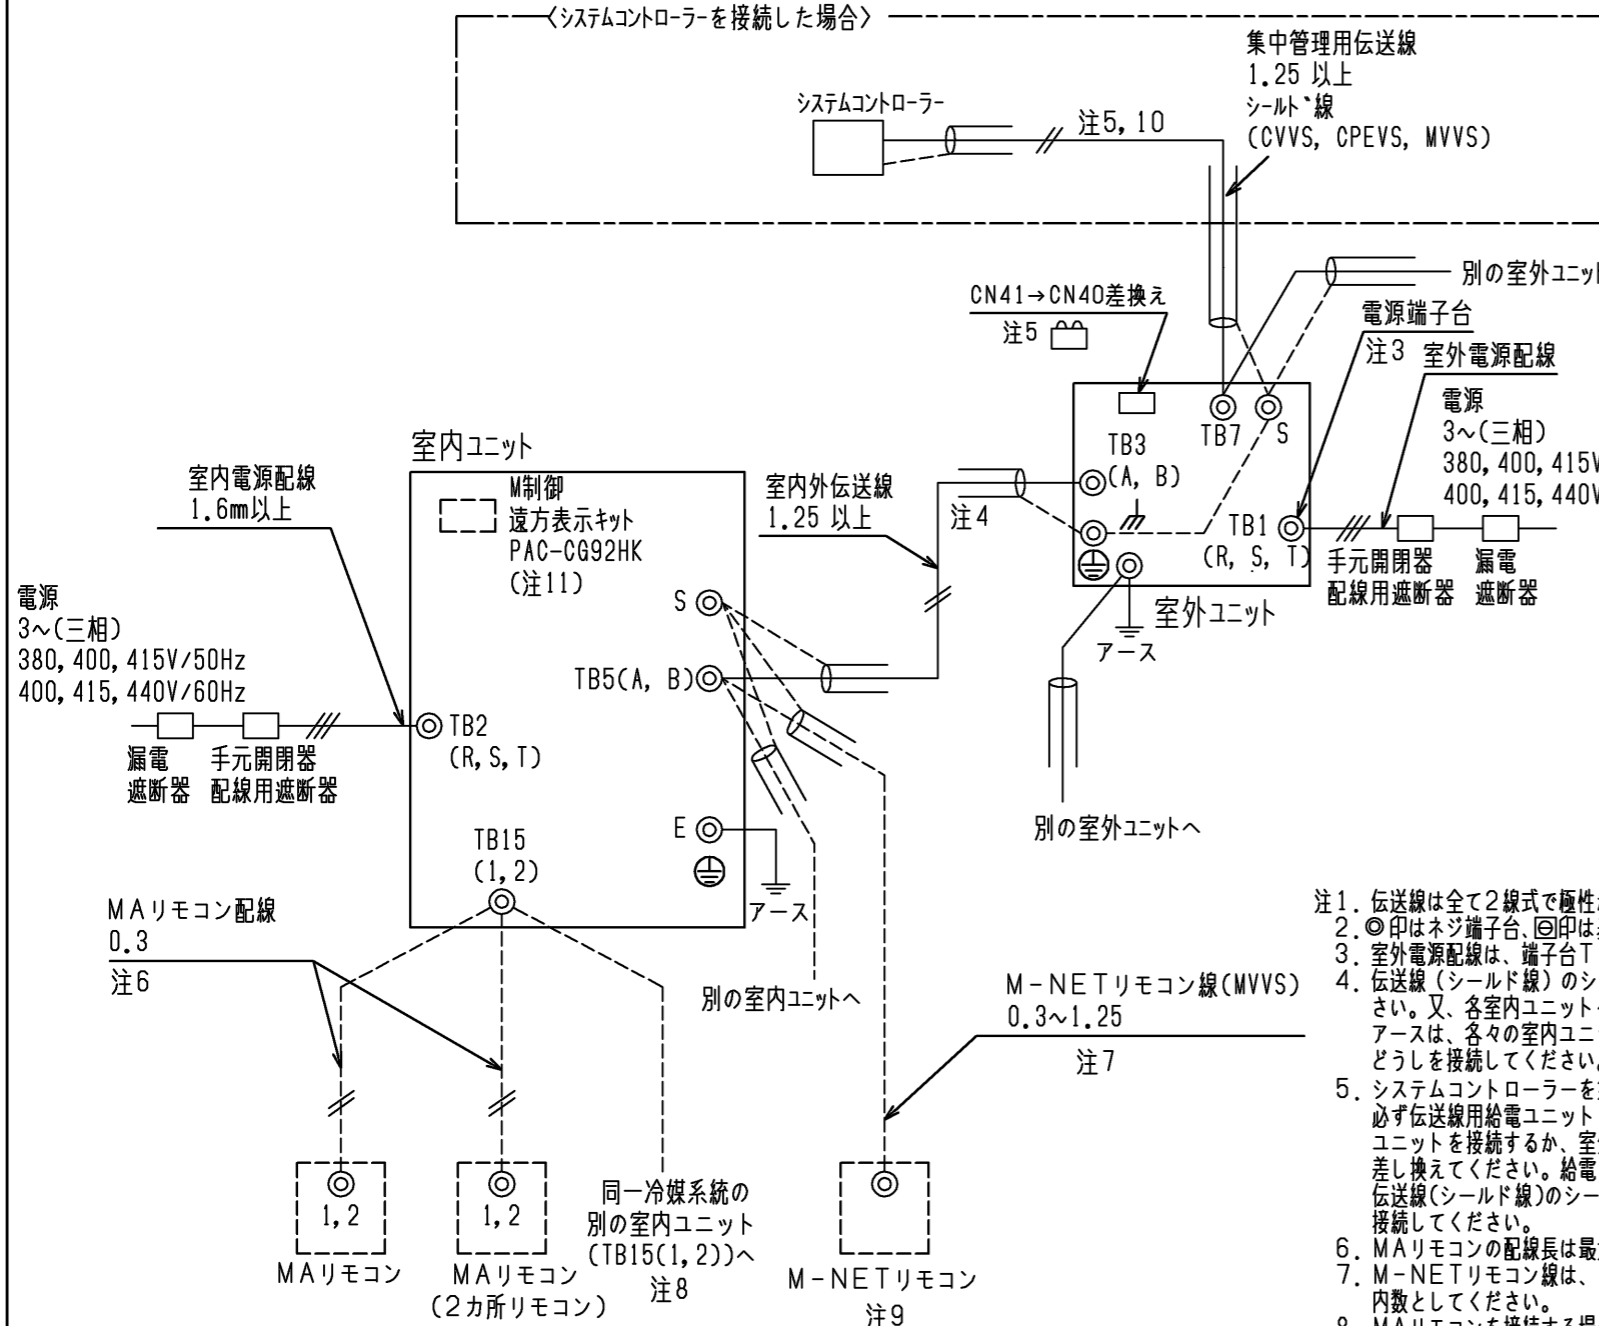 〈システムコントローラーを接続した場合〉
集中管理用伝送線
1.25 以上
シールド線
(CVVS, CPEVS, MVVS)
システムコントローラー
注5, 10
CN41→CN40差換え
注5
別の室外ユニット
電源端子台
注3
室外電源配線
電源
3~(三相)
380, 400, 415V
400, 415, 440V
TB3
(A, B)
TB7
S
TB1
(R, S, T)
手元開閉器
配線用遮断器
漏電
遮断器
室外ユニット
アース
別の室外ユニットへ
室内ユニット
M制御
遠方表示キット
PAC-CG92HK
(注11)
室内電源配線
1.6㎜以上
室内外伝送線
1.25 以上
注4
電源
3~(三相)
380, 400, 415V/50Hz
400, 415, 440V/60Hz
漏電
遮断器
手元開閉器
配線用遮断器
S
TB5(A, B)
TB2
(R, S, T)
E
アース
TB15
(1, 2)
MAリモコン配線
0.3
注6
別の室内ユニットへ
M-NETリモコン線(MVVS)
0.3~1.25
注7
1, 2
MAリモコン
1, 2
MAリモコン
(2カ所リモコン)
同一冷媒系統の
別の室内ユニット
(TB15(1, 2))へ
注8
M-NETリモコン
注9
注1. 伝送線は全て2線式で極性
2. ◎印はネジ端子台、印は
3. 室外電源配線は、端子台T
4. 伝送線(シールド線)のシ
さい。又、各室内ユニット
アースは、各々の室内ユニ
どうしを接続してください。
5. システムコントローラーを
必ず伝送線用給電ユニット
ユニットを接続するか、室
差し換えてください。給電
伝送線(シールド線)のシー
接続してください。
6. MAリモコンの配線長は最
7. M-NETリモコン線は、
内数としてください。
8. MAリモコンを接続する場